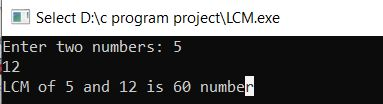 Select D:\c program project\LCM.exe
Enter two numbers: 5
12
LCM of 5 and 12 is 60 number